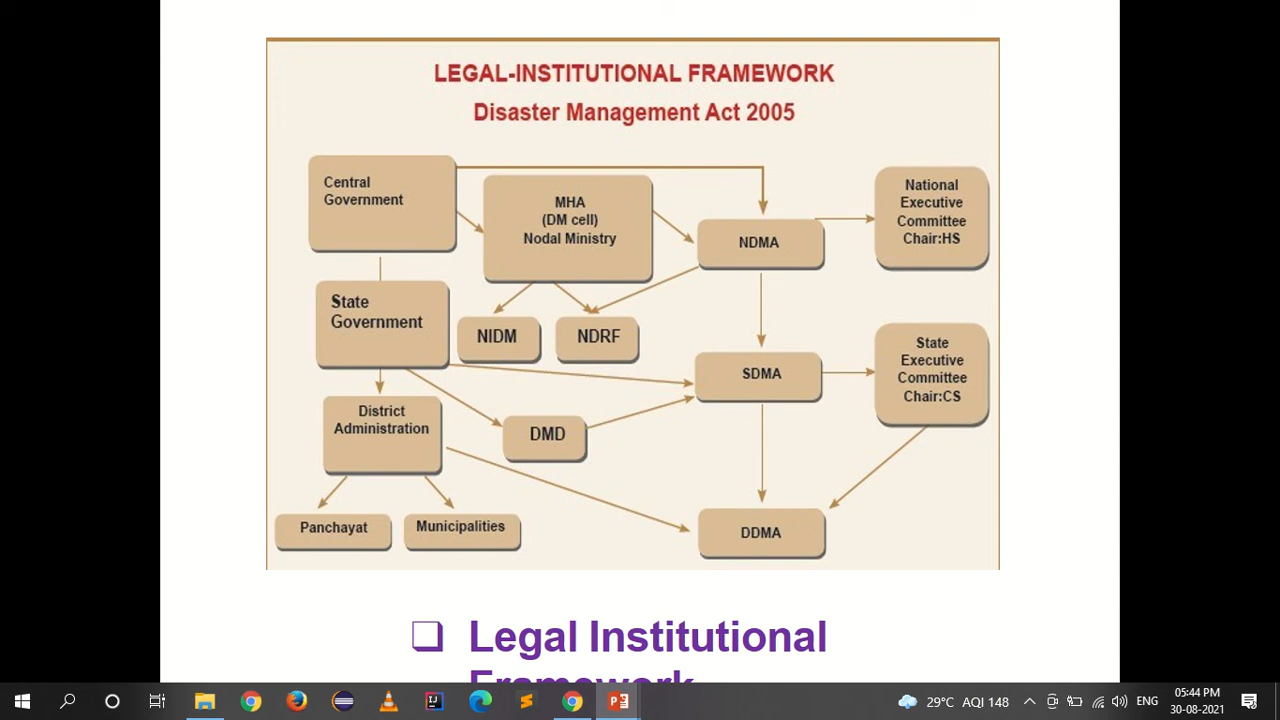 LEGAL-INSTITUTIONAL FRAMEWORK
Disaster Management Act 2005
Central
Government
MHA
(DM cell)
Nodal Ministry
NDMA
National
Executive
Committee
Chair:HS
State
Government
NIDM
NDRF
SDMA
State
Executive
Committee
Chair:CS
District
Administration
DMD
Panchayat
Municipalities
DDMA
❑ Legal Institutional
Framework
29°C AQI 148
ENG
05:44 PM
30-08-2021